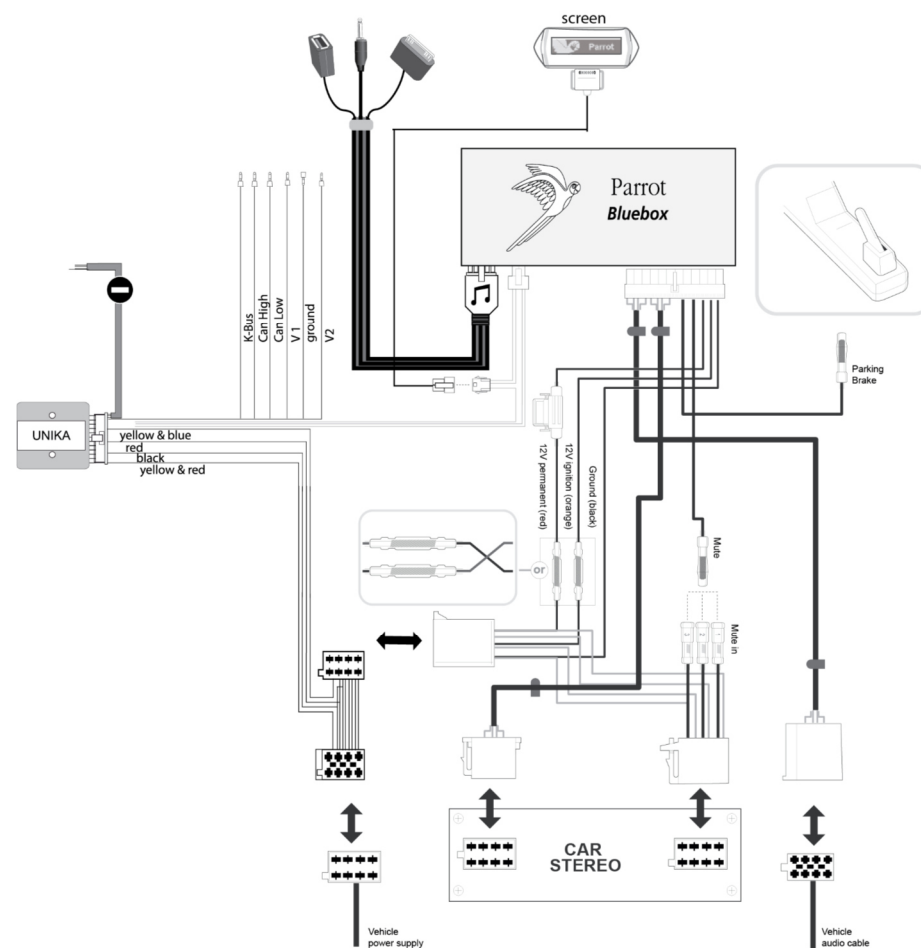 screen
Parrot
Parrot
Bluebox
K-Bus
Can High
Can Low
V 1
ground
V2
Parking
Brake
UNIKA
yellow & blue
red
black
yellow & red
12V permanent (red)
12V ignition (orange)
Ground (black)
Mute
or
Mute in
CAR
STEREO
Vehicle
power supply
Vehicle
audio cable